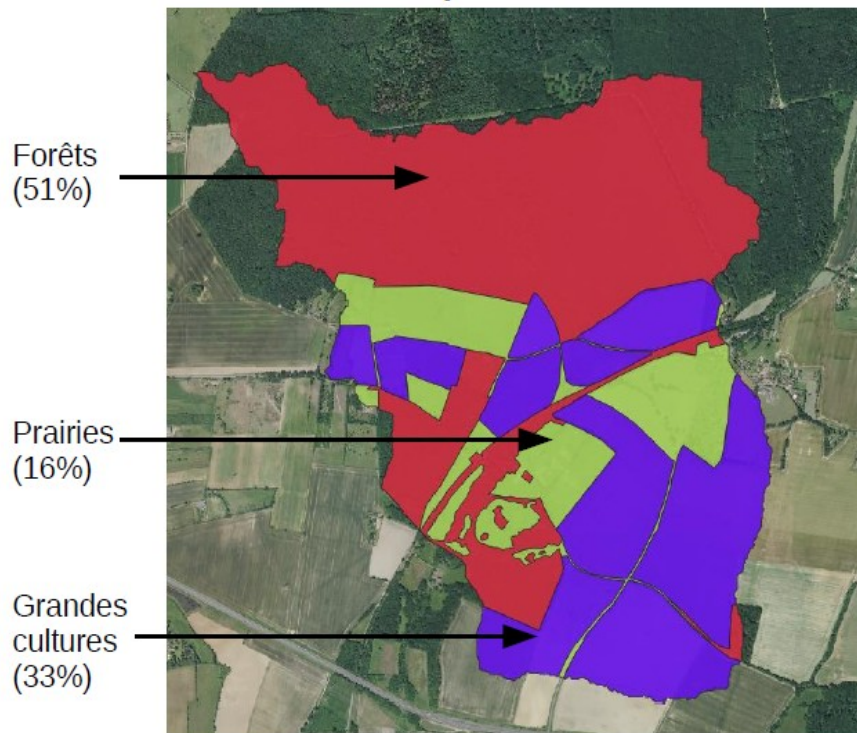 Forêts
(51%)
Prairies
(16%)
Grandes
cultures
(33%)